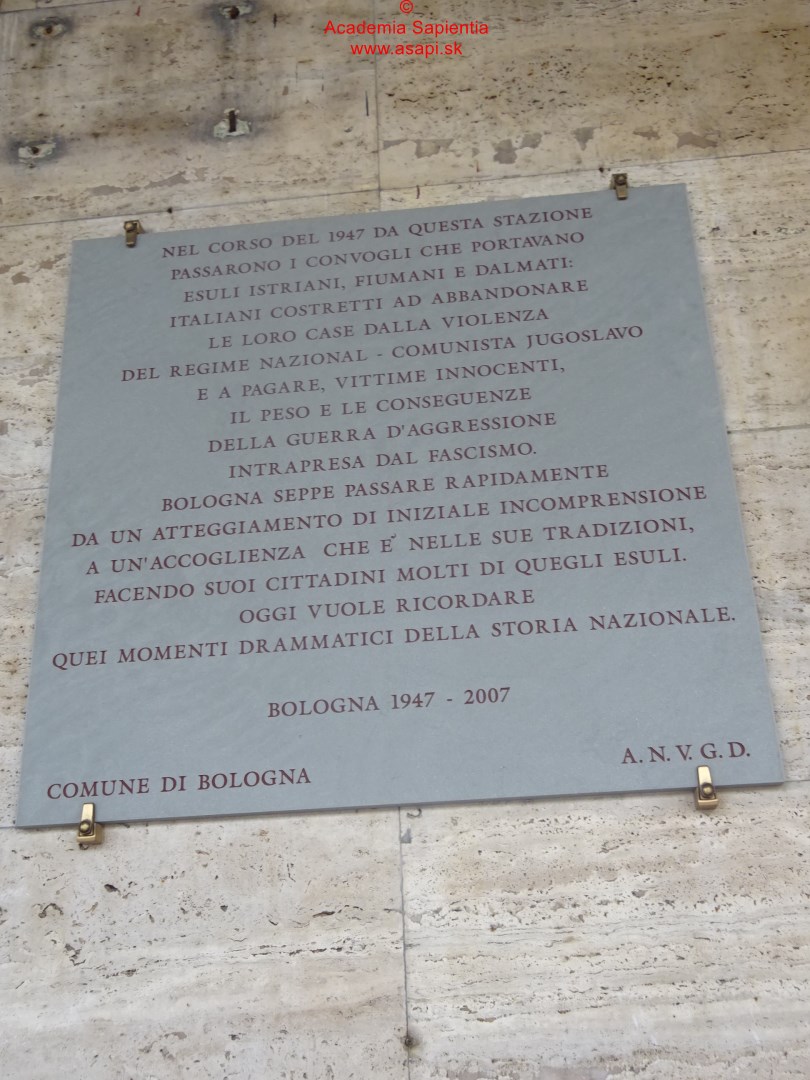 ©
Academia Sapientia
www.asapi.sk
NEL CORSO DEL 1947 DA QUESTA STAZIONE
PASSARONO I CONVOGLI CHE PORTAVANO
ESULI ISTRIANI, FIUMANI E DALMATI:
ITALIANI COSTRETTI AD ABBANDONARE
LE LORO CASE DALLA VIOLENZA
DEL REGIME NAZIONAL - COMUNISTA JUGOSLAVO
E A PAGARE, VITTIME INNOCENTI,
IL PESO E LE CONSEGUENZE
DELLA GUERRA D'AGGRESSIONE
INTRAPRESA DAL FASCISMO.
BOLOGNA SEPPE PASSARE RAPIDAMENTE
DA UN ATTEGGIAMENTO DI INIZIALE INCOMPRENSIONE
A UN'ACCOGLIENZA CHE E' NELLE SUE TRADIZIONI,
FACENDO SUOI CITTADINI MOLTI DI QUEGLI ESULI.
OGGI VUOLE RICORDARE
QUEI MOMENTI DRAMMATICI DELLA STORIA NAZIONALE.
BOLOGNA 1947 - 2007
COMUNE DI BOLOGNA
A. N. V. G. D.